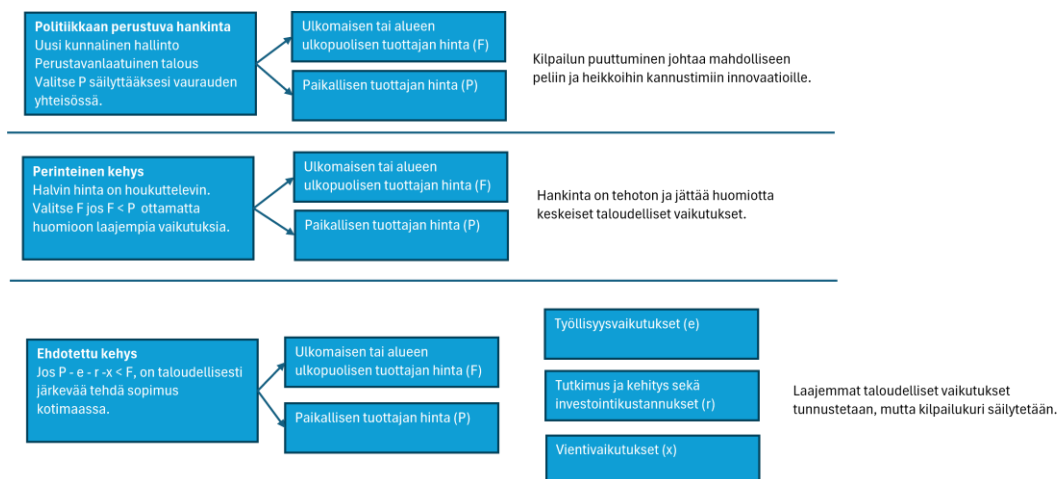 Politiikkaan perustuva hankinta
Uusi kunnalinen hallinto
Perustavanlaatuinen talous
Valitse P säilyttääksesi vaurauden
yhteisössä.
Ulkomaisen tai alueen
ulkopuolisen tuottajan hinta (F)
Paikallisen tuottajan hinta (P)
Kilpailun puuttuminen johtaa mahdolliseen
peliin ja heikkoihin kannustimiin innovaatioille.
Perinteinen kehys
Halvin hinta on houkuttelevin.
Valitse F jos F < P ottamatta
huomioon laajempia vaikutuksia.
Ulkomaisen tai alueen
ulkopuolisen tuottajan hinta (F)
Paikallisen tuottajan hinta (P)
Hankinta on tehoton ja jättää huomiotta
keskeiset taloudelliset vaikutukset.
Ehdotettu kehys
Jos P - e - r -x < F, on taloudellisesti
järkevää tehdä sopimus
kotimaassa.
Ulkomaisen tai alueen
ulkopuolisen tuottajan hinta (F)
Paikallisen tuottajan hinta (P)
Työllisyysvaikutukset (e)
Tutkimus ja kehitys sekä
investointikustannukset (r)
Vientivaikutukset (x)
Laajemmat taloudelliset vaikutukset
tunnustetaan, mutta kilpailukuri säilytetään.